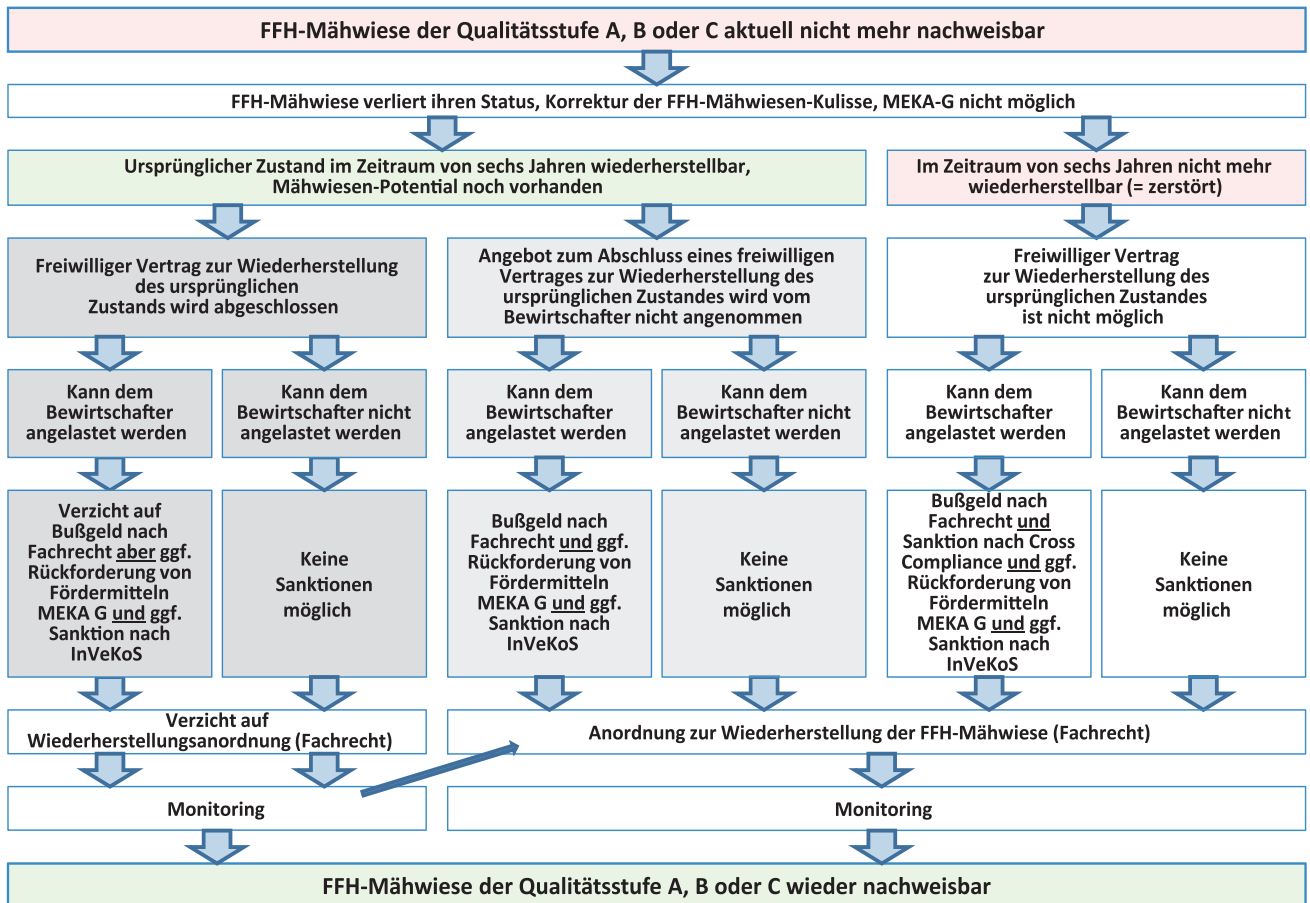 FFH-Mähwiese der Qualitätsstufe A, B oder C aktuell nicht mehr nachweisbar
FFH-Mähwiese verliert ihren Status, Korrektur der FFH-Mähwiesen-Kulisse, MEKA-G nicht möglich
Ursprünglicher Zustand im Zeitraum von sechs Jahren wiederherstellbar,
Mähwiesen-Potential noch vorhanden
Im Zeitraum von sechs Jahren nicht mehr
wiederherstellbar (= zerstört)
Freiwilliger Vertrag zur Wiederherstellung
des ursprünglichen
Zustands wird abgeschlossen
Angebot zum Abschluss eines freiwilligen
Vertrages zur Wiederherstellung des
ursprünglichen Zustandes wird vom
Bewirtschafter nicht angenommen
Freiwilliger Vertrag
zur Wiederherstellung des
ursprünglichen Zustandes
ist nicht möglich
Kann dem
Bewirtschafter
angelastet werden
Kann dem
Bewirtschafter nicht
angelastet werden
Kann dem
Bewirtschafter
angelastet werden
Kann dem
Bewirtschafter nicht
angelastet werden
Kann dem
Bewirtschafter
angelastet werden
Kann dem
Bewirtschafter nicht
angelastet werden
Verzicht auf
Bußgeld nach
Fachrecht aber ggf.
Rückforderung von
Fördermitteln
MEKA G und ggf.
Sanktion nach
InVeKoS
Keine
Sanktionen
möglich
Bußgeld nach
Fachrecht und ggf.
Rückforderung von
Fördermitteln
MEKA G und ggf.
Sanktion nach
InVeKoS
Keine
Sanktionen
möglich
Bußgeld nach
Fachrecht und
Sanktion nach Cross
Compliance und ggf.
Rückforderung von
Fördermitteln
MEKA G und ggf.
Sanktion nach
InVeKoS
Keine
Sanktionen
möglich
Verzicht auf
Wiederherstellungsanordnung (Fachrecht)
Anordnung zur Wiederherstellung der FFH-Mähwiese (Fachrecht)
Monitoring
Monitoring
FFH-Mähwiese der Qualitätsstufe A, B oder C wieder nachweisbar